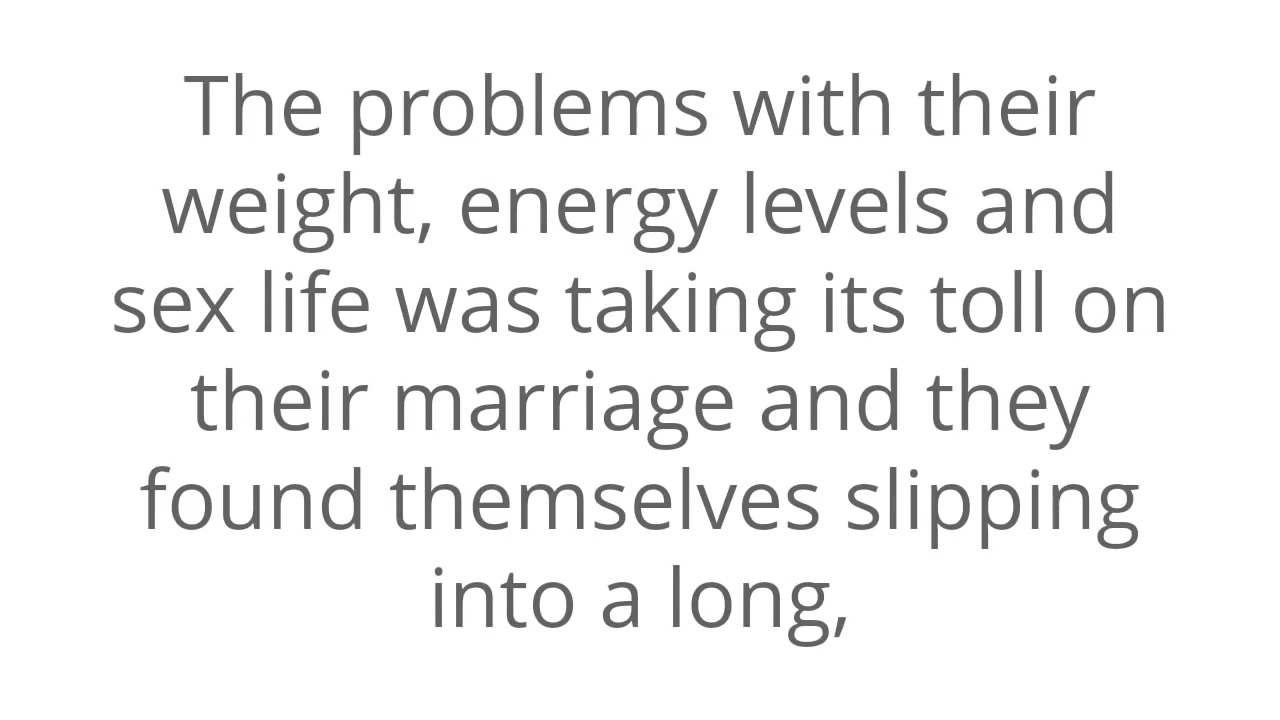 The problems with their
weight, energy levels and
sex life was taking its toll on
their marriage and they
found themselves slipping
into a long,